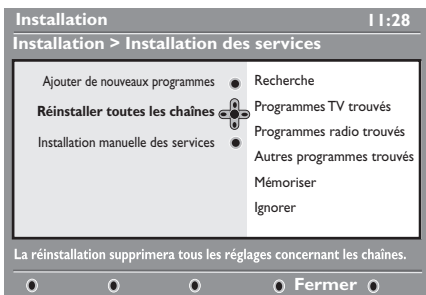 Installation 11:28
Installation > Installation des services
Ajouter de nouveaux programmes
Réinstaller toutes les chaînes
Installation manuelle des services
Recherche
Programmes TV trouvés
Programmes radio trouvés
Autres programmes trouvés
Mémoriser
Ignorer
La réinstallation supprimera tous les réglages concernant les chaînes.
Fermer